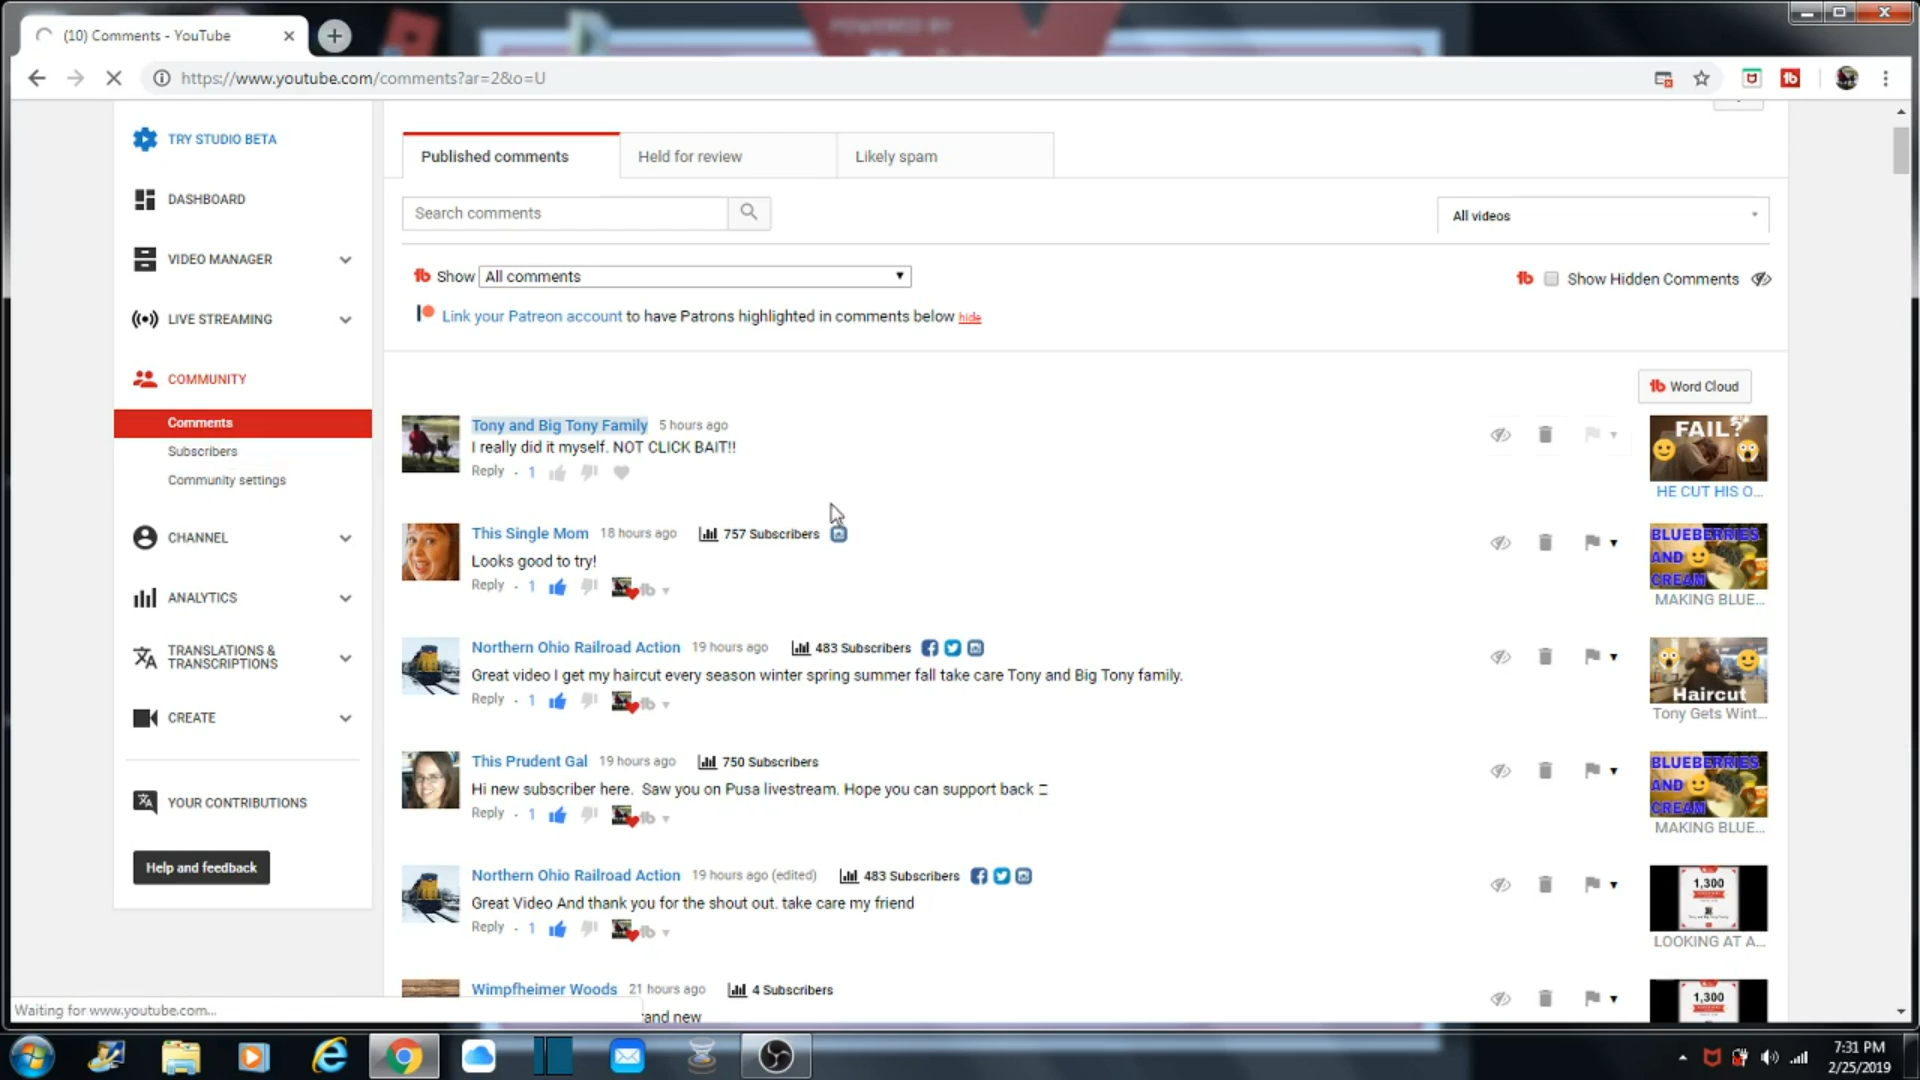 POWERED BY
(10) Comments - YouTube
https://www.youtube.com/comments?ar=2&o=U
TRY STUDIO BETA
DASHBOARD
VIDEO MANAGER
LIVE STREAMING
COMMUNITY
Comments
Subscribers
Community settings
CHANNEL
ANALYTICS
TRANSLATIONS &
TRANSCRIPTIONS
CREATE
YOUR CONTRIBUTIONS
Help and feedback
Published comments
Held for review
Likely spam
Search comments
All videos
Show All comments
Show Hidden Comments
Link your Patreon account to have Patrons highlighted in comments below hide
Word Cloud
Tony and Big Tony Family 5 hours ago
I really did it myself. NOT CLICK BAIT!!
Reply · 1
FAIL?
HE CUT HIS O...
This Single Mom 18 hours ago 757 Subscribers
Looks good to try!
Reply · 1
BLUEBERRIES
AND
CREAM
MAKING BLUE...
Northern Ohio Railroad Action 19 hours ago 483 Subscribers
Great video I get my haircut every season winter spring summer fall take care Tony and Big Tony family.
Reply · 1
Haircut
Tony Gets Wint...
This Prudent Gal 19 hours ago 750 Subscribers
Hi new subscriber here. Saw you on Pusa livestream. Hope you can support back
Reply · 1
BLUEBERRIES
AND
CREAM
MAKING BLUE...
Northern Ohio Railroad Action 19 hours ago (edited) 483 Subscribers
Great Video And thank you for the shout out. take care my friend
Reply · 1
1,300
LOOKING AT A...
Wimpfheimer Woods 21 hours ago 4 Subscribers
rand new
1,300
Waiting for www.youtube.com...
7:31 PM
2/25/2019